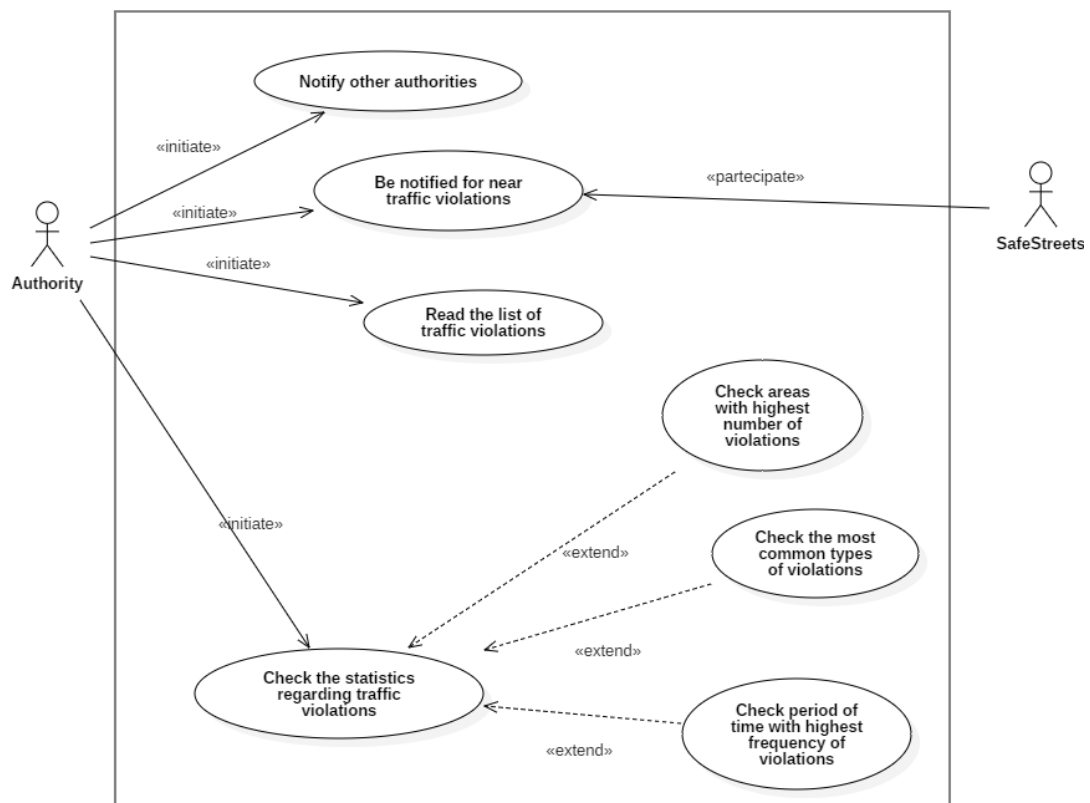 Notify other authorities
«initiate»
Be notified for near
traffic violations
«partecipate»
«initiate»
SafeStreets
«initiate»
Authority
Read the list of
traffic violations
Check areas
with highest
number of
violations
«initiate»
«extend»
Check the most
common types
of violations
«extend»
Check the statistics
regarding traffic
violations
Check period of
time with highest
frequency of
violations
«extend»